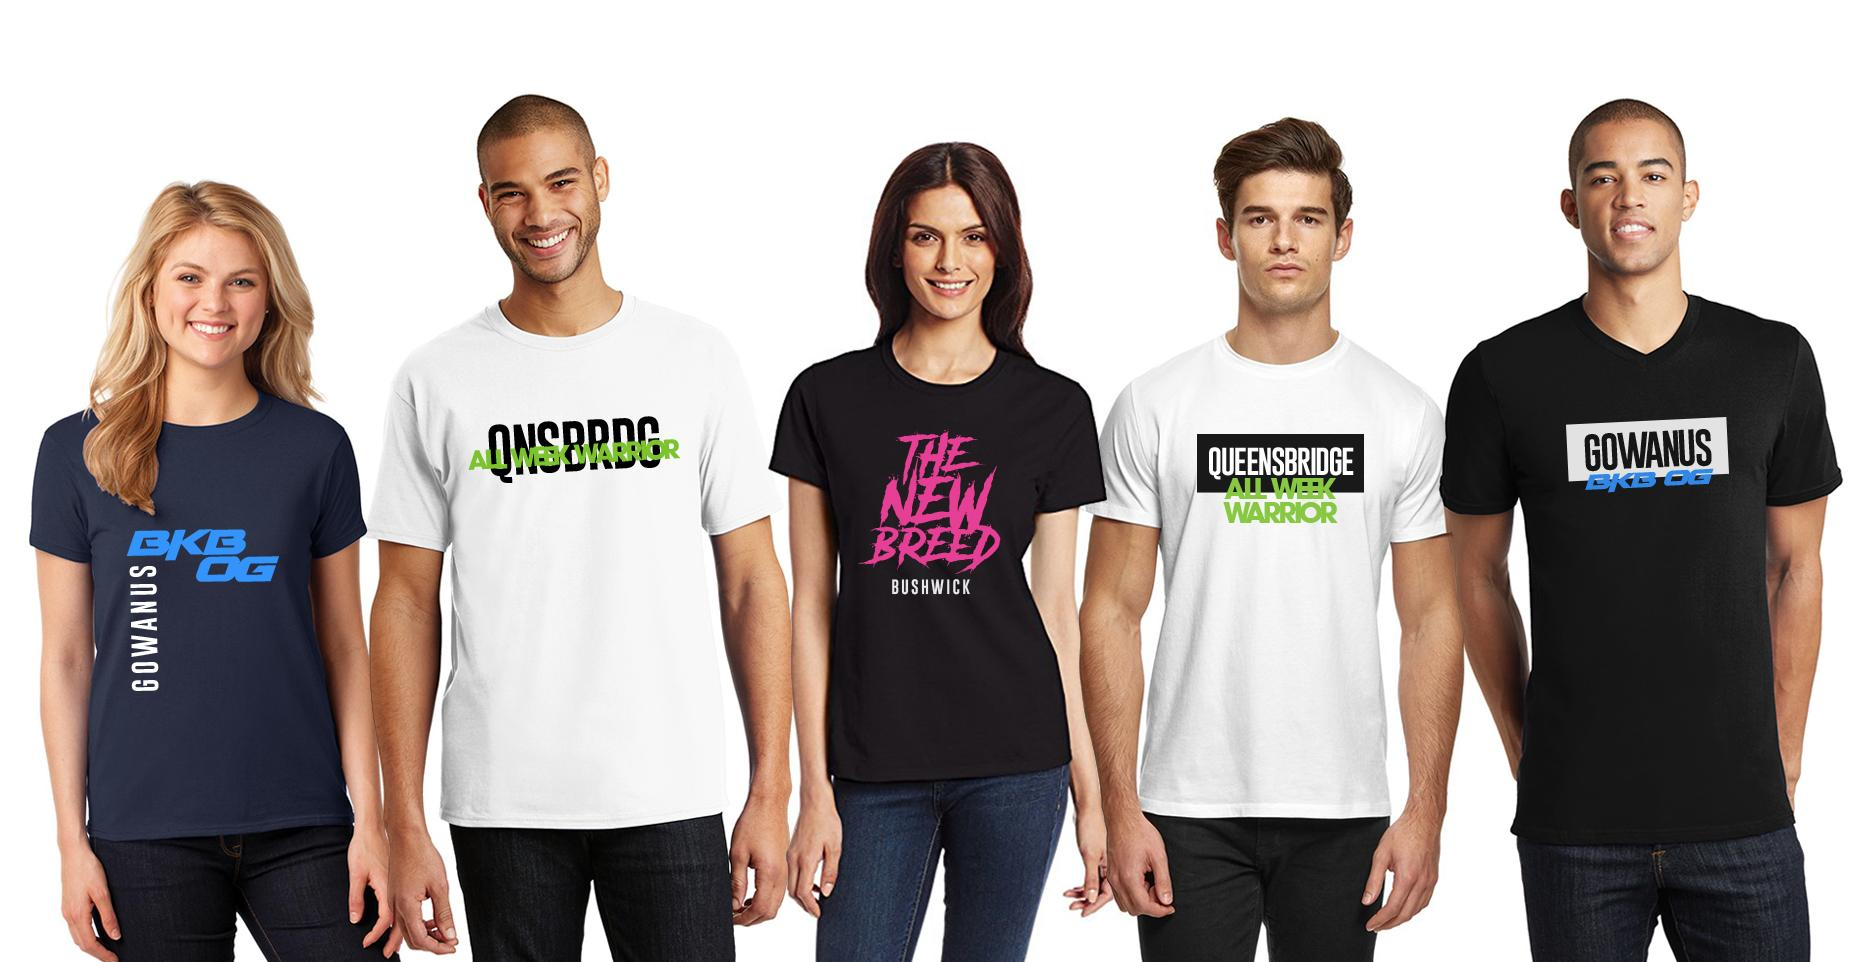 BKB
OG
GOWANUS
QNSBRDG
ALL WEEK WARRIOR
THE
NEW
BREED
BUSHWICK
QUEENSBRIDGE
ALL WEEK
WARRIOR
GOWANUS
BKB OG